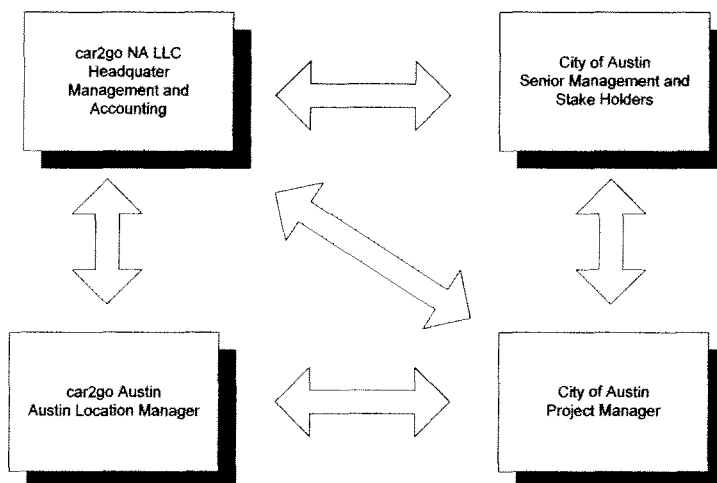 car2go NA LLC
Headquater
Management and
Accounting
City of Austin
Senior Management and
Stake Holders
car2go Austin
Austin Location Manager
City of Austin
Project Manager